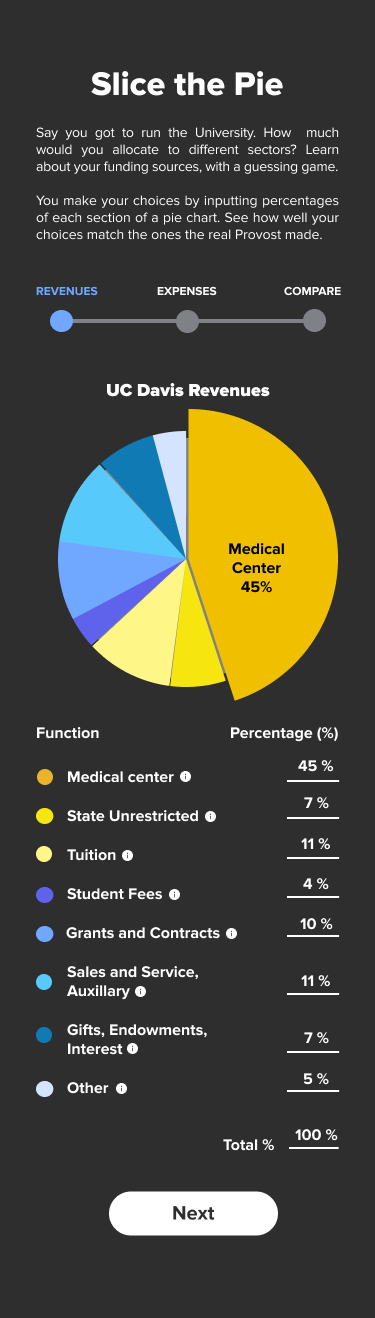 Slice the Pie
Say you got to run the University. How much
would you allocate to different sectors? Learn
about your funding sources, with a guessing game.
You make your choices by inputting percentages
of each section of a pie chart. See how well your
choices match the ones the real Provost made.
REVENUES EXPENSES COMPARE
UC Davis Revenues
Medical
Center
45%
Function Percentage (%)
Medical center 45 %
State Unrestricted 7 %
Tuition 11 %
Student Fees 4 %
Grants and Contracts 10 %
Sales and Service,
Auxillary 11 %
Gifts, Endowments,
Interest 7 %
Other 5 %
Total % 100 %
Next